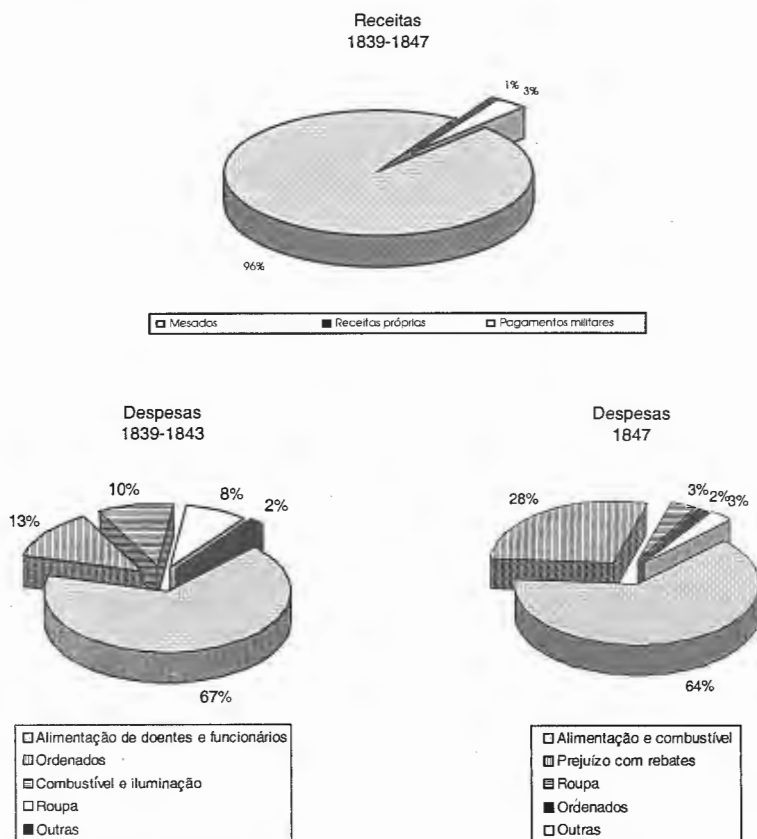 Receitas
1839-1847
1% 3%
96%
Mesados Receitas próprias Pagamentos militares
Despesas
1839-1843
10% 8% 2%
13%
67%
Alimentação de doentes e funcionários
Ordenados
Combustível e iluminação
Roupa
Outras
Despesas
1847
28% 3% 2% 3%
64%
Alimentação e combustível
Prejuízo com rebates
Roupa
Ordenados
Outras